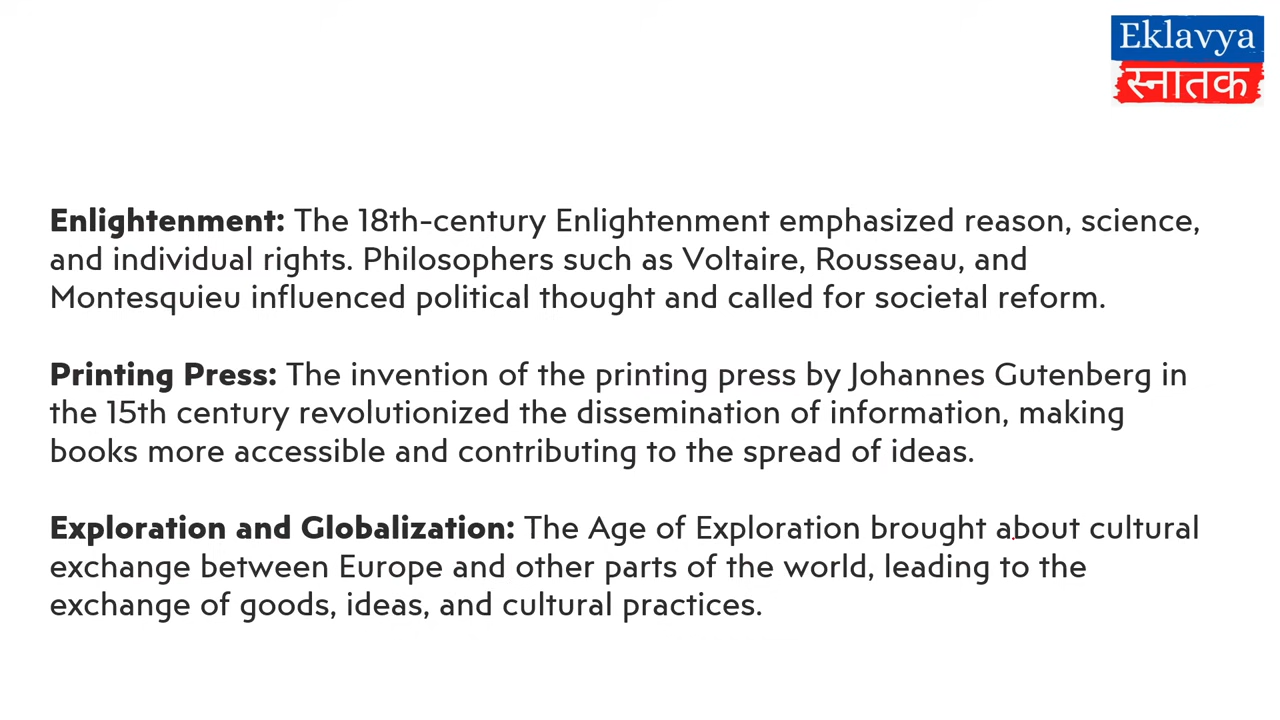 Eklavya
स्नातक
Enlightenment: The 18th-century Enlightenment emphasized reason, science,
and individual rights. Philosophers such as Voltaire, Rousseau, and
Montesquieu influenced political thought and called for societal reform.
Printing Press: The invention of the printing press by Johannes Gutenberg in
the 15th century revolutionized the dissemination of information, making
books more accessible and contributing to the spread of ideas.
Exploration and Globalization: The Age of Exploration brought about cultural
exchange between Europe and other parts of the world, leading to the
exchange of goods, ideas, and cultural practices.